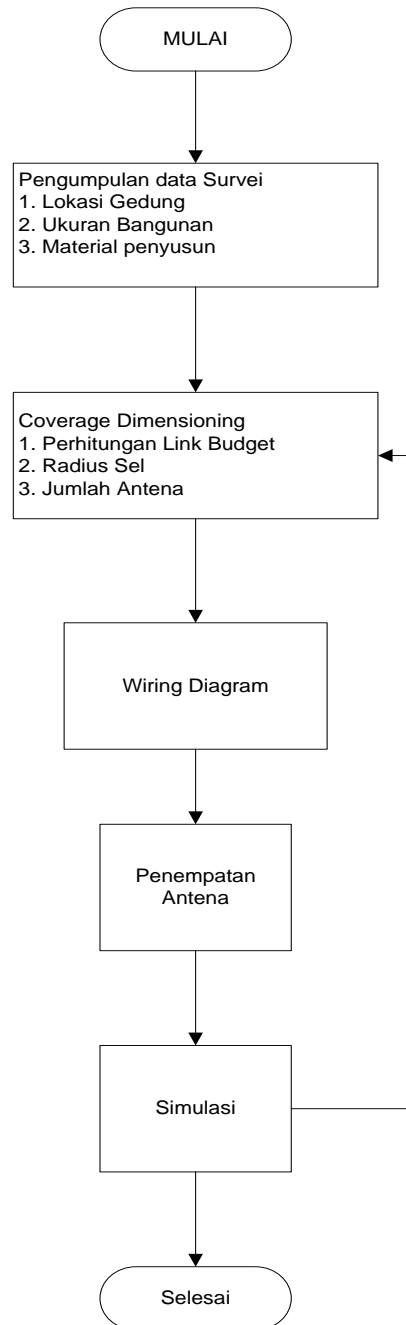 MULAI
Pengumpulan data Survei
1. Lokasi Gedung
2. Ukuran Bangunan
3. Material penyusun
Coverage Dimensioning
1. Perhitungan Link Budget
2. Radius Sel
3. Jumlah Antena
Wiring Diagram
Penempatan
Antena
Simulasi
Selesai